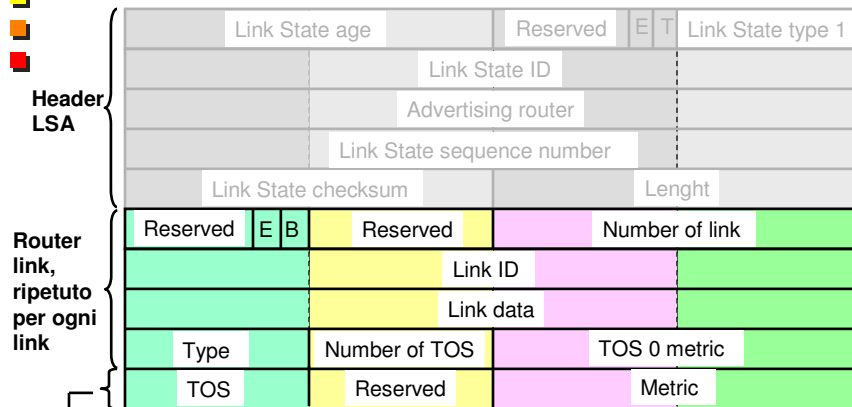 Link State age Reserved E T Link State type 1
Link State ID
Header
LSA
Advertising router
Link State sequence number
Link State checksum Lenght
Router
link,
ripetuto
per ogni
link
Reserved E B Reserved Number of link
Link ID
Link data
Type Number of TOS TOS 0 metric
TOS Reserved Metric